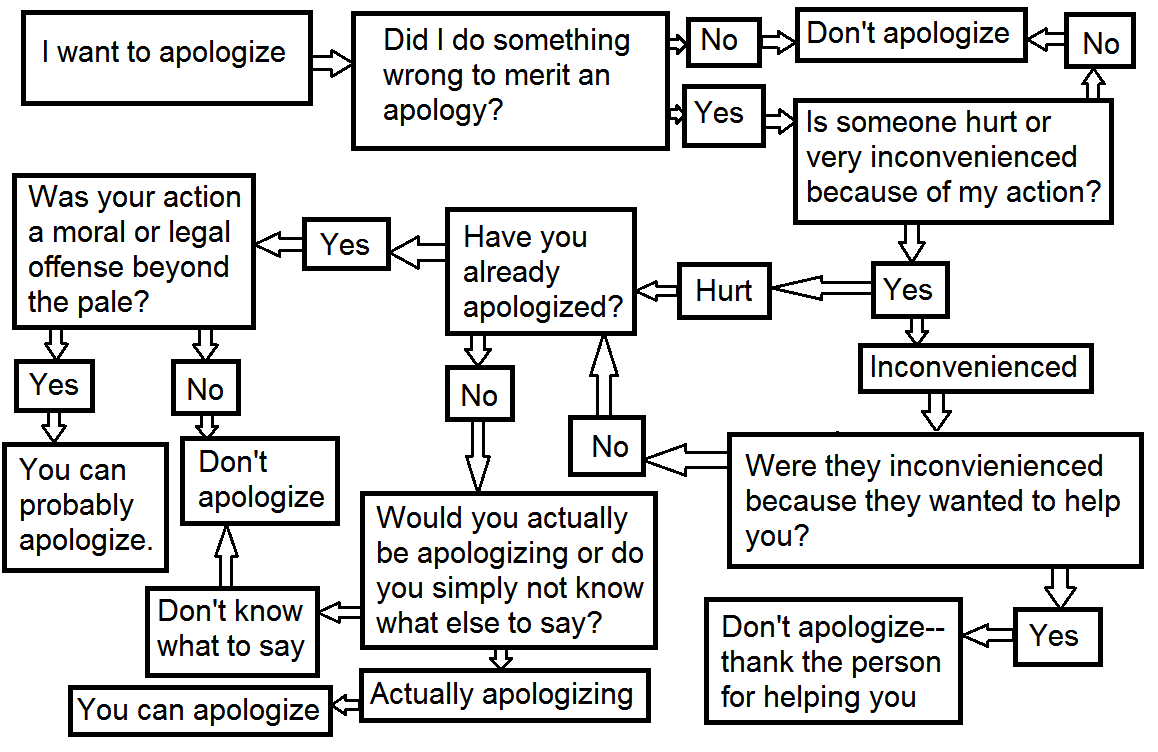 I want to apologize
Did I do something
wrong to merit an
apology?
No
Don't apologize
No
Yes
Is someone hurt or
very inconvenienced
because of my action?
Was your action
a moral or legal
offense beyond
the pale?
Yes
Have you
already
apologized?
Hurt
Yes
Inconvenienced
Yes
No
No
No
Were they inconvienienced
because they wanted to help
you?
You can
probably
apologize.
Don't
apologize
Would you actually
be apologizing or do
you simply not know
what else to say?
Don't know
what to say
Don't apologize--
thank the person
for helping you
Yes
You can apologize
Actually apologizing